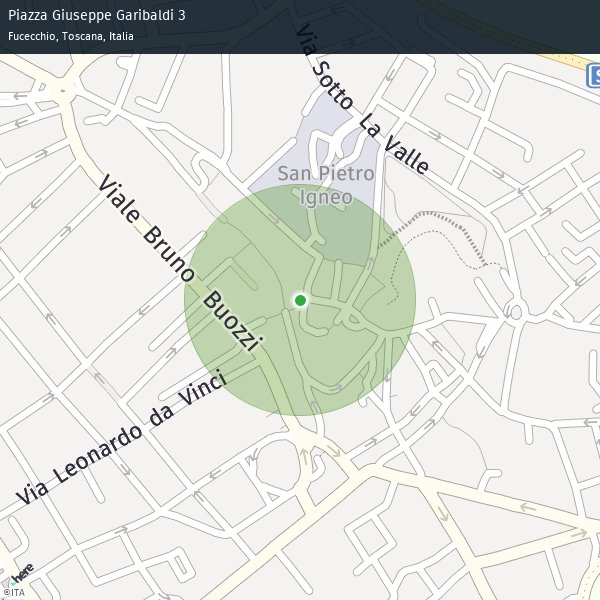 Piazza Giuseppe Garibaldi 3
Fucecchio, Toscana, Italia
Via Sotto La Valle
S
San Pietro
Igneo
Viale Bruno Buozzi
Via Leonardo da Vinci
here
©ITA